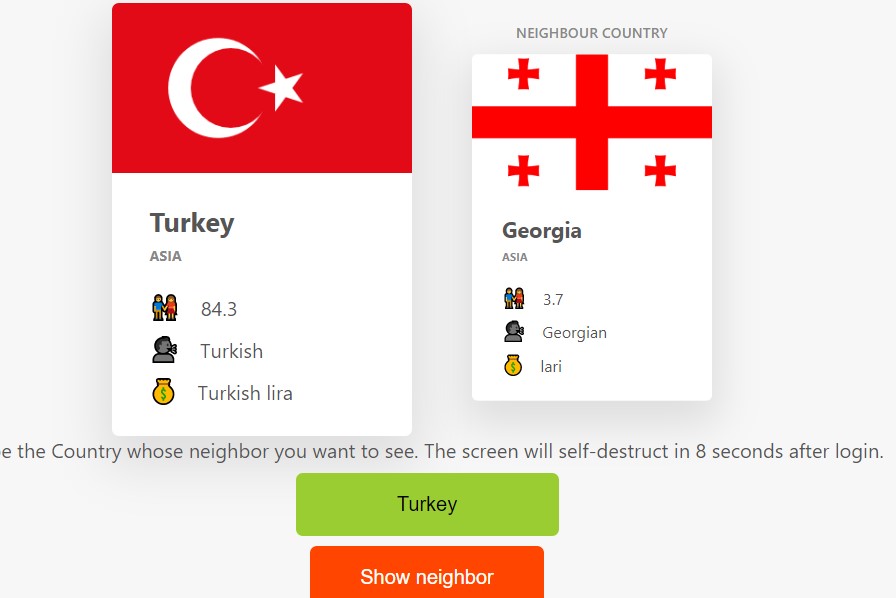 Turkey
ASIA
84.3
Turkish
Turkish lira
NEIGHBOUR COUNTRY
Georgia
ASIA
3.7
Georgian
lari
the Country whose neighbor you want to see. The screen will self-destruct in 8 seconds after login.
Turkey
Show neighbor